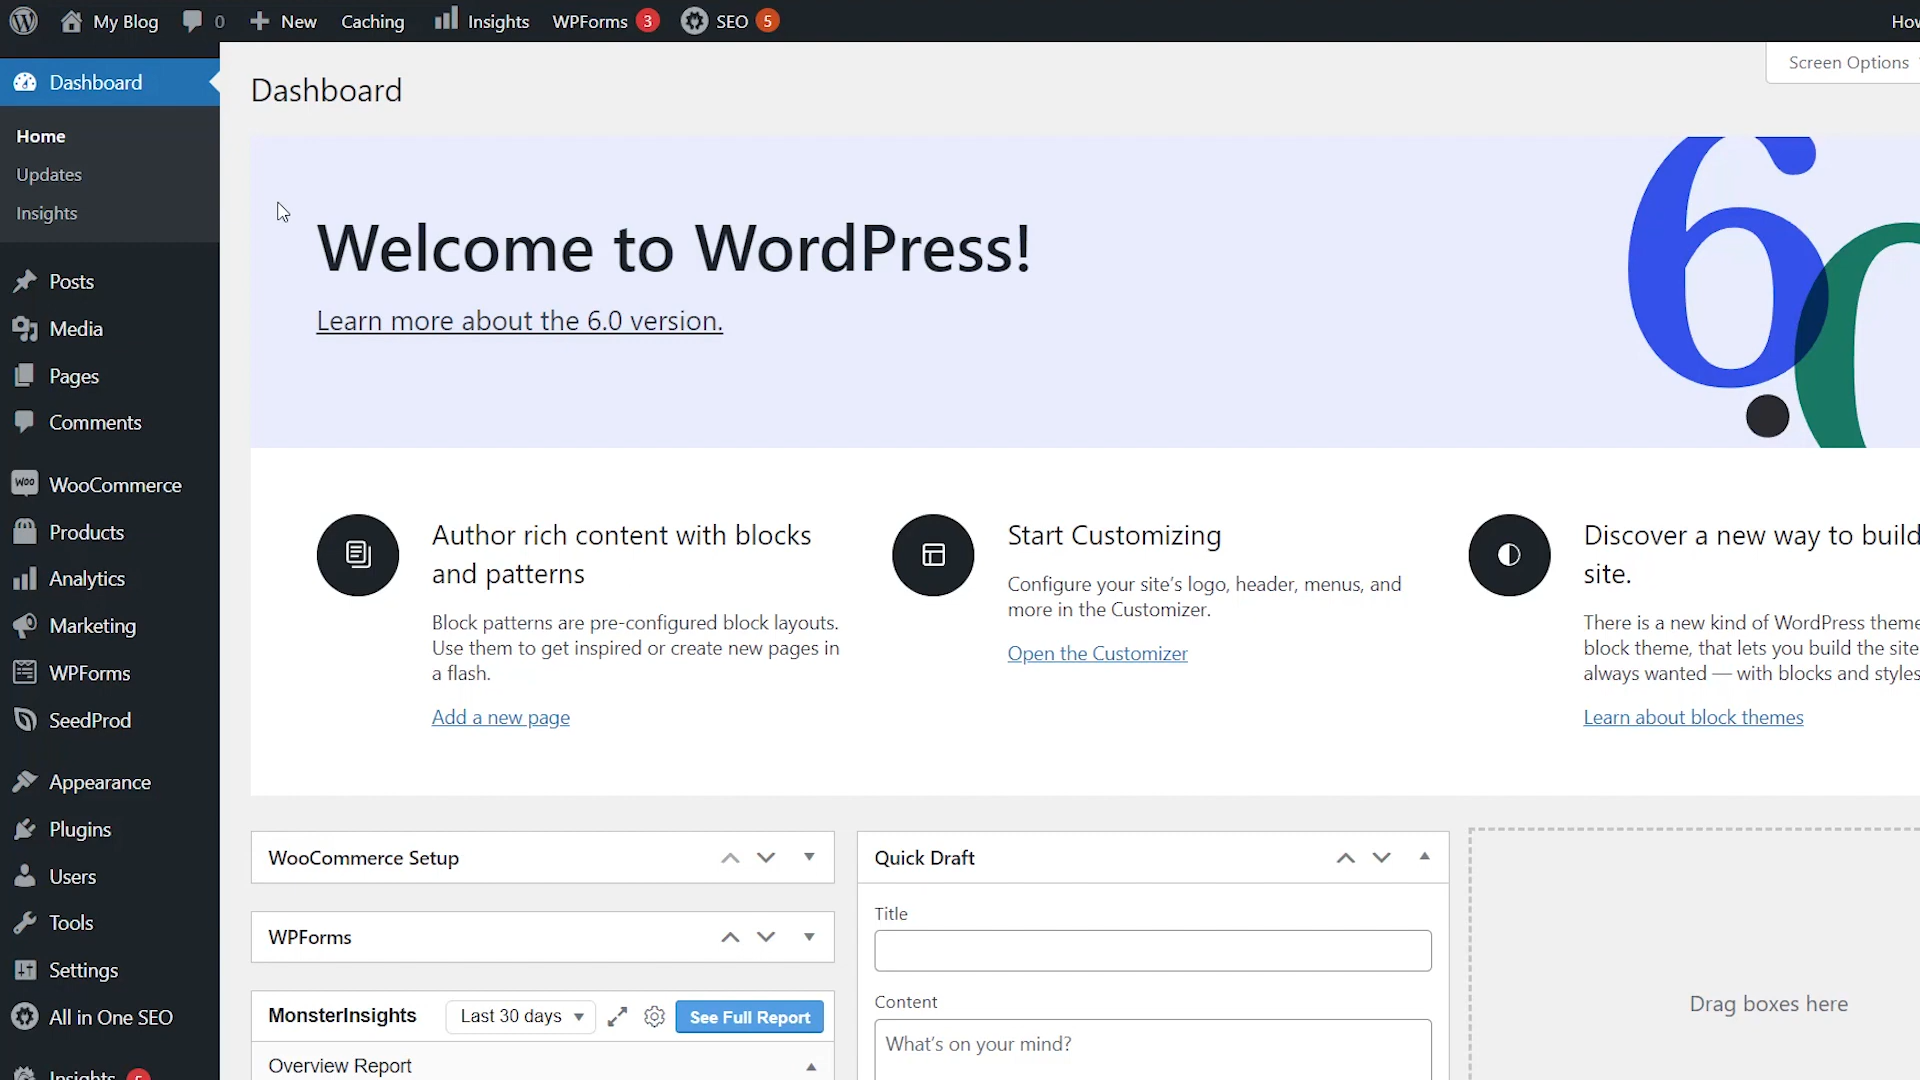 My Blog 0 New Caching Insights WPForms 3 SEO 5
Screen Options
Dashboard
Home
Updates
Insights
Posts
Media
Pages
Comments
Woo WooCommerce
Products
Analytics
Marketing
WPForms
SeedProd
Appearance
Plugins
Users
Tools
Settings
All in One SEO
Insights
Dashboard
Welcome to WordPress!
Learn more about the 6.0 version.
6.0
Author rich content with blocks
and patterns
Block patterns are pre-configured block layouts.
Use them to get inspired or create new pages in
a flash.
Add a new page
Start Customizing
Configure your site's logo, header, menus, and
more in the Customizer.
Open the Customizer
Discover a new way to build
site.
There is a new kind of WordPress theme
block theme, that lets you build the site
always wanted — with blocks and styles
Learn about block themes
WooCommerce Setup
WPForms
MonsterInsights Last 30 days See Full Report
Overview Report
Quick Draft
Title
Content
What's on your mind?
Drag boxes here